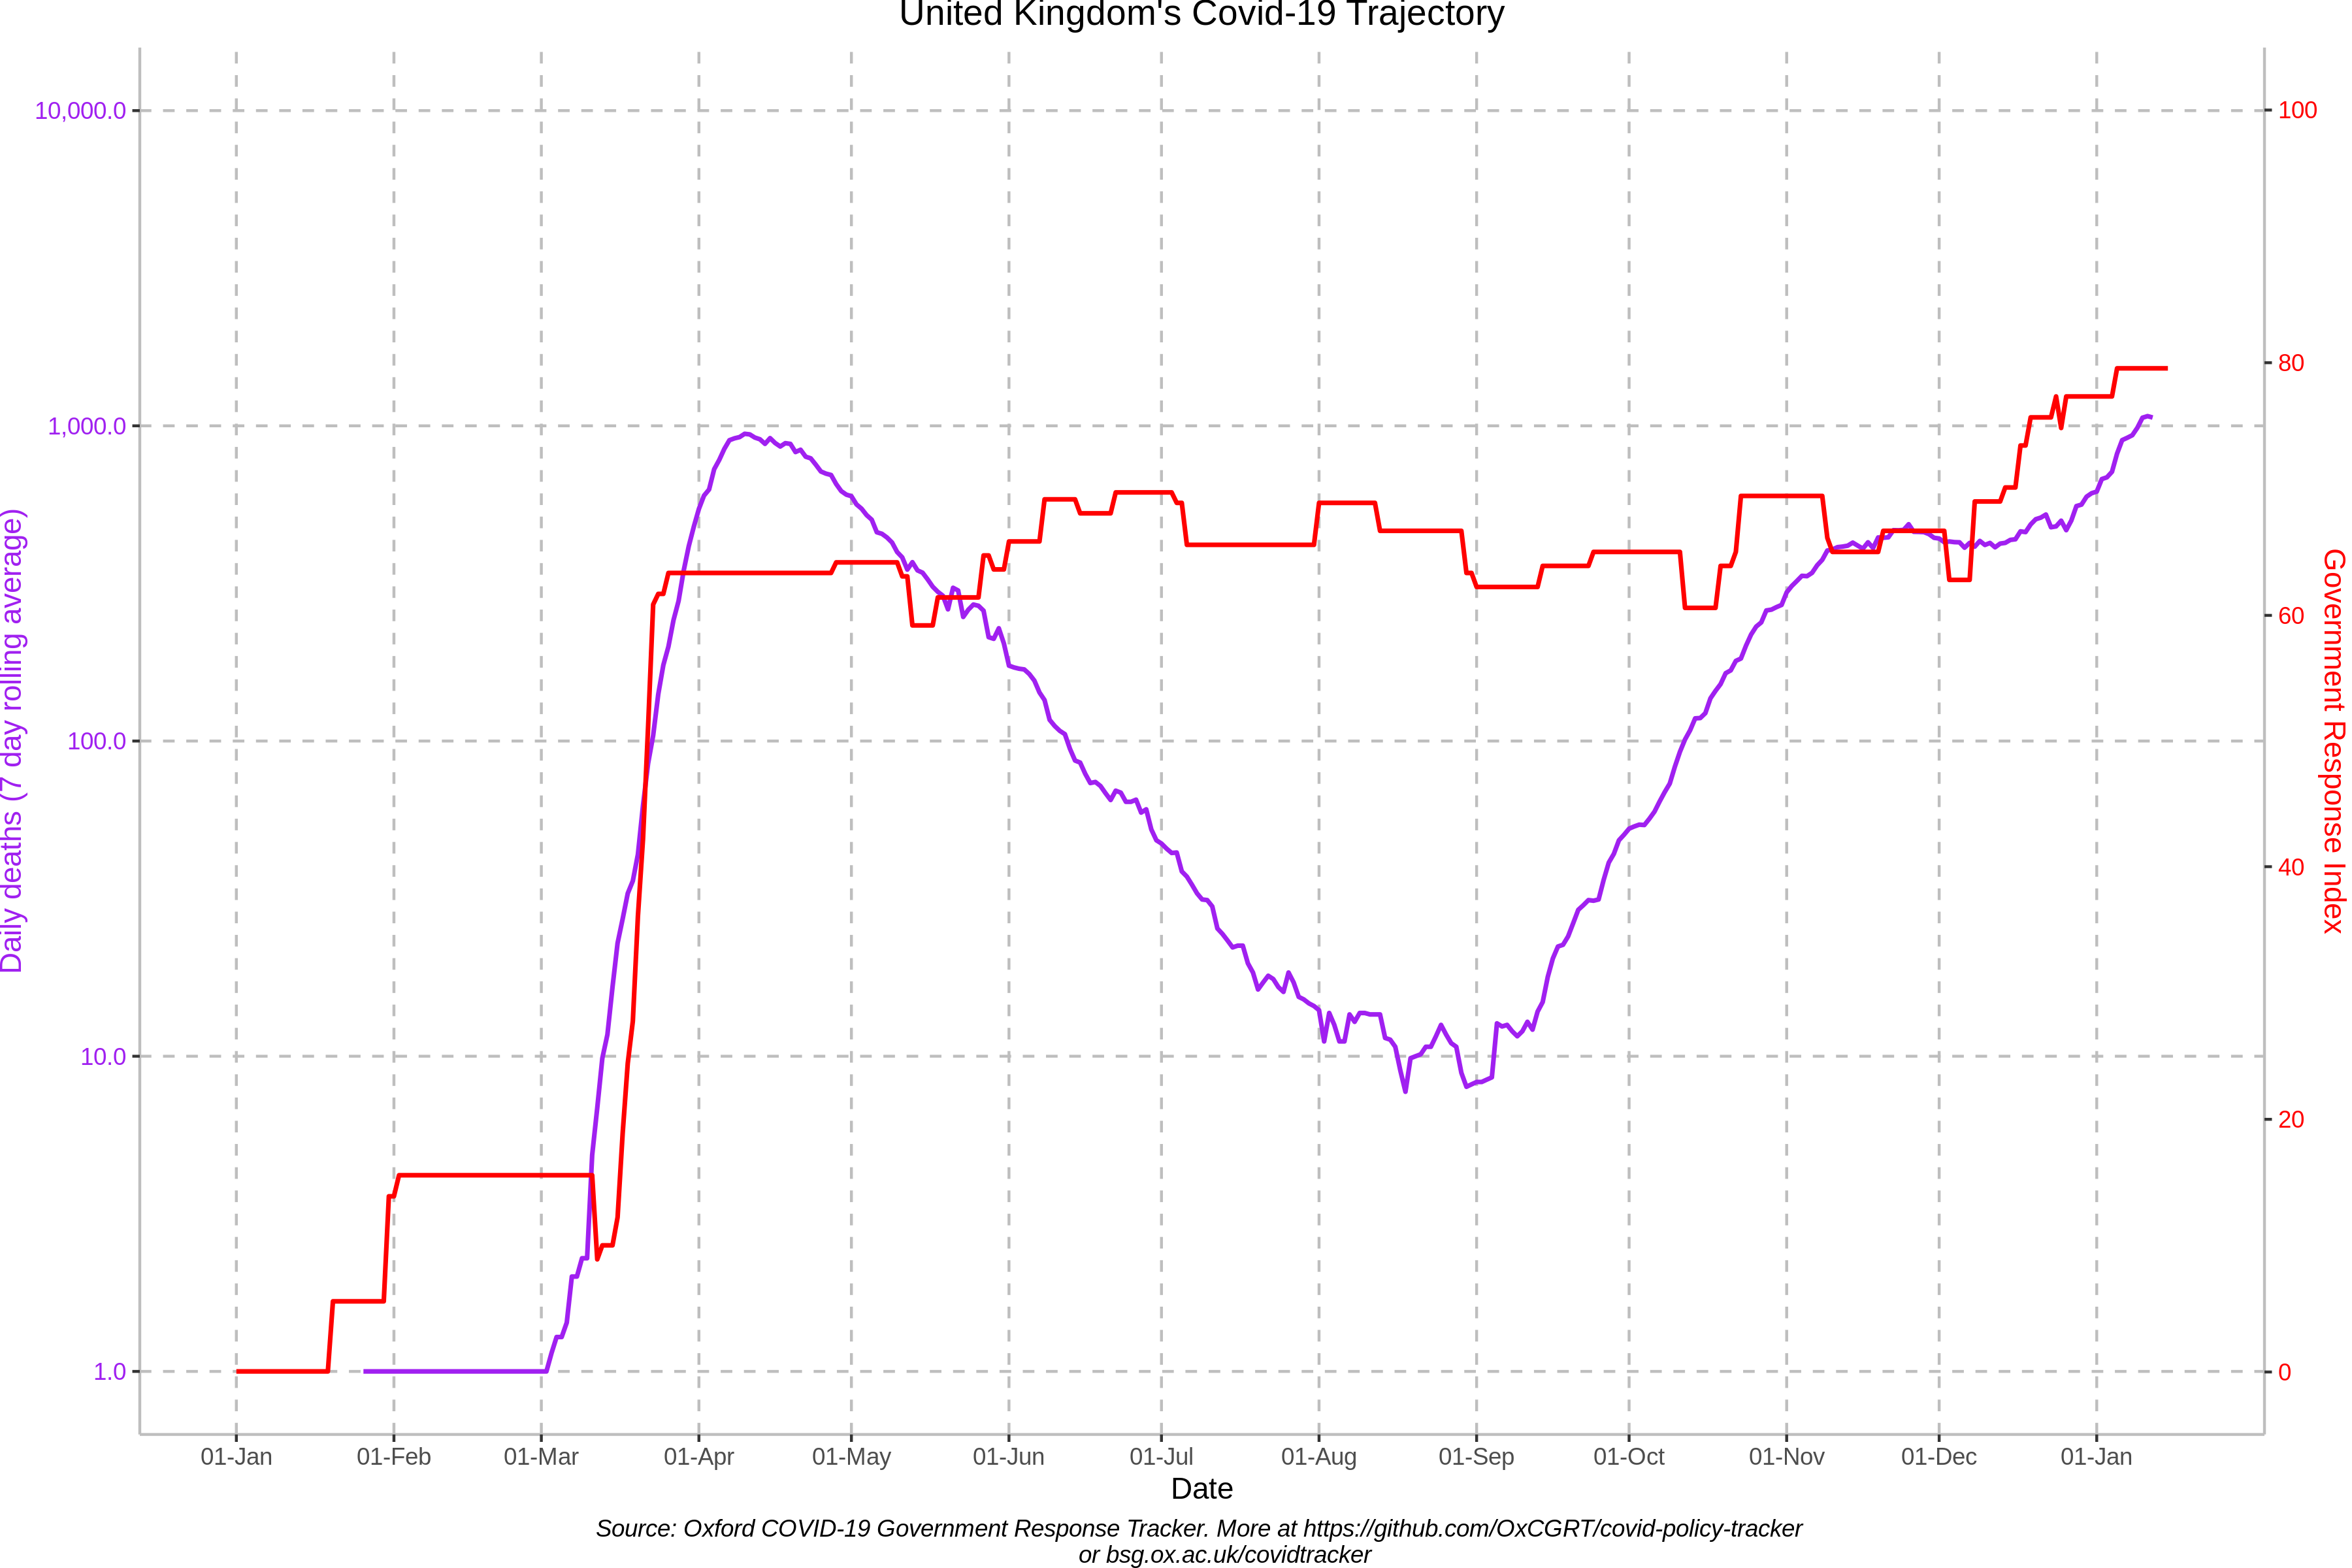 United Kingdom's Covid-19 Trajectory
10,000.0
1,000.0
100.0
10.0
1.0
Daily deaths (7 day rolling average)
100
80
60
40
20
0
Government Response Index
01-Jan 01-Feb 01-Mar 01-Apr 01-May 01-Jun 01-Jul 01-Aug 01-Sep 01-Oct 01-Nov 01-Dec 01-Jan
Date
Source: Oxford COVID-19 Government Response Tracker. More at https://github.com/OxCGRT/covid-policy-tracker
or bsg.ox.ac.uk/covidtracker